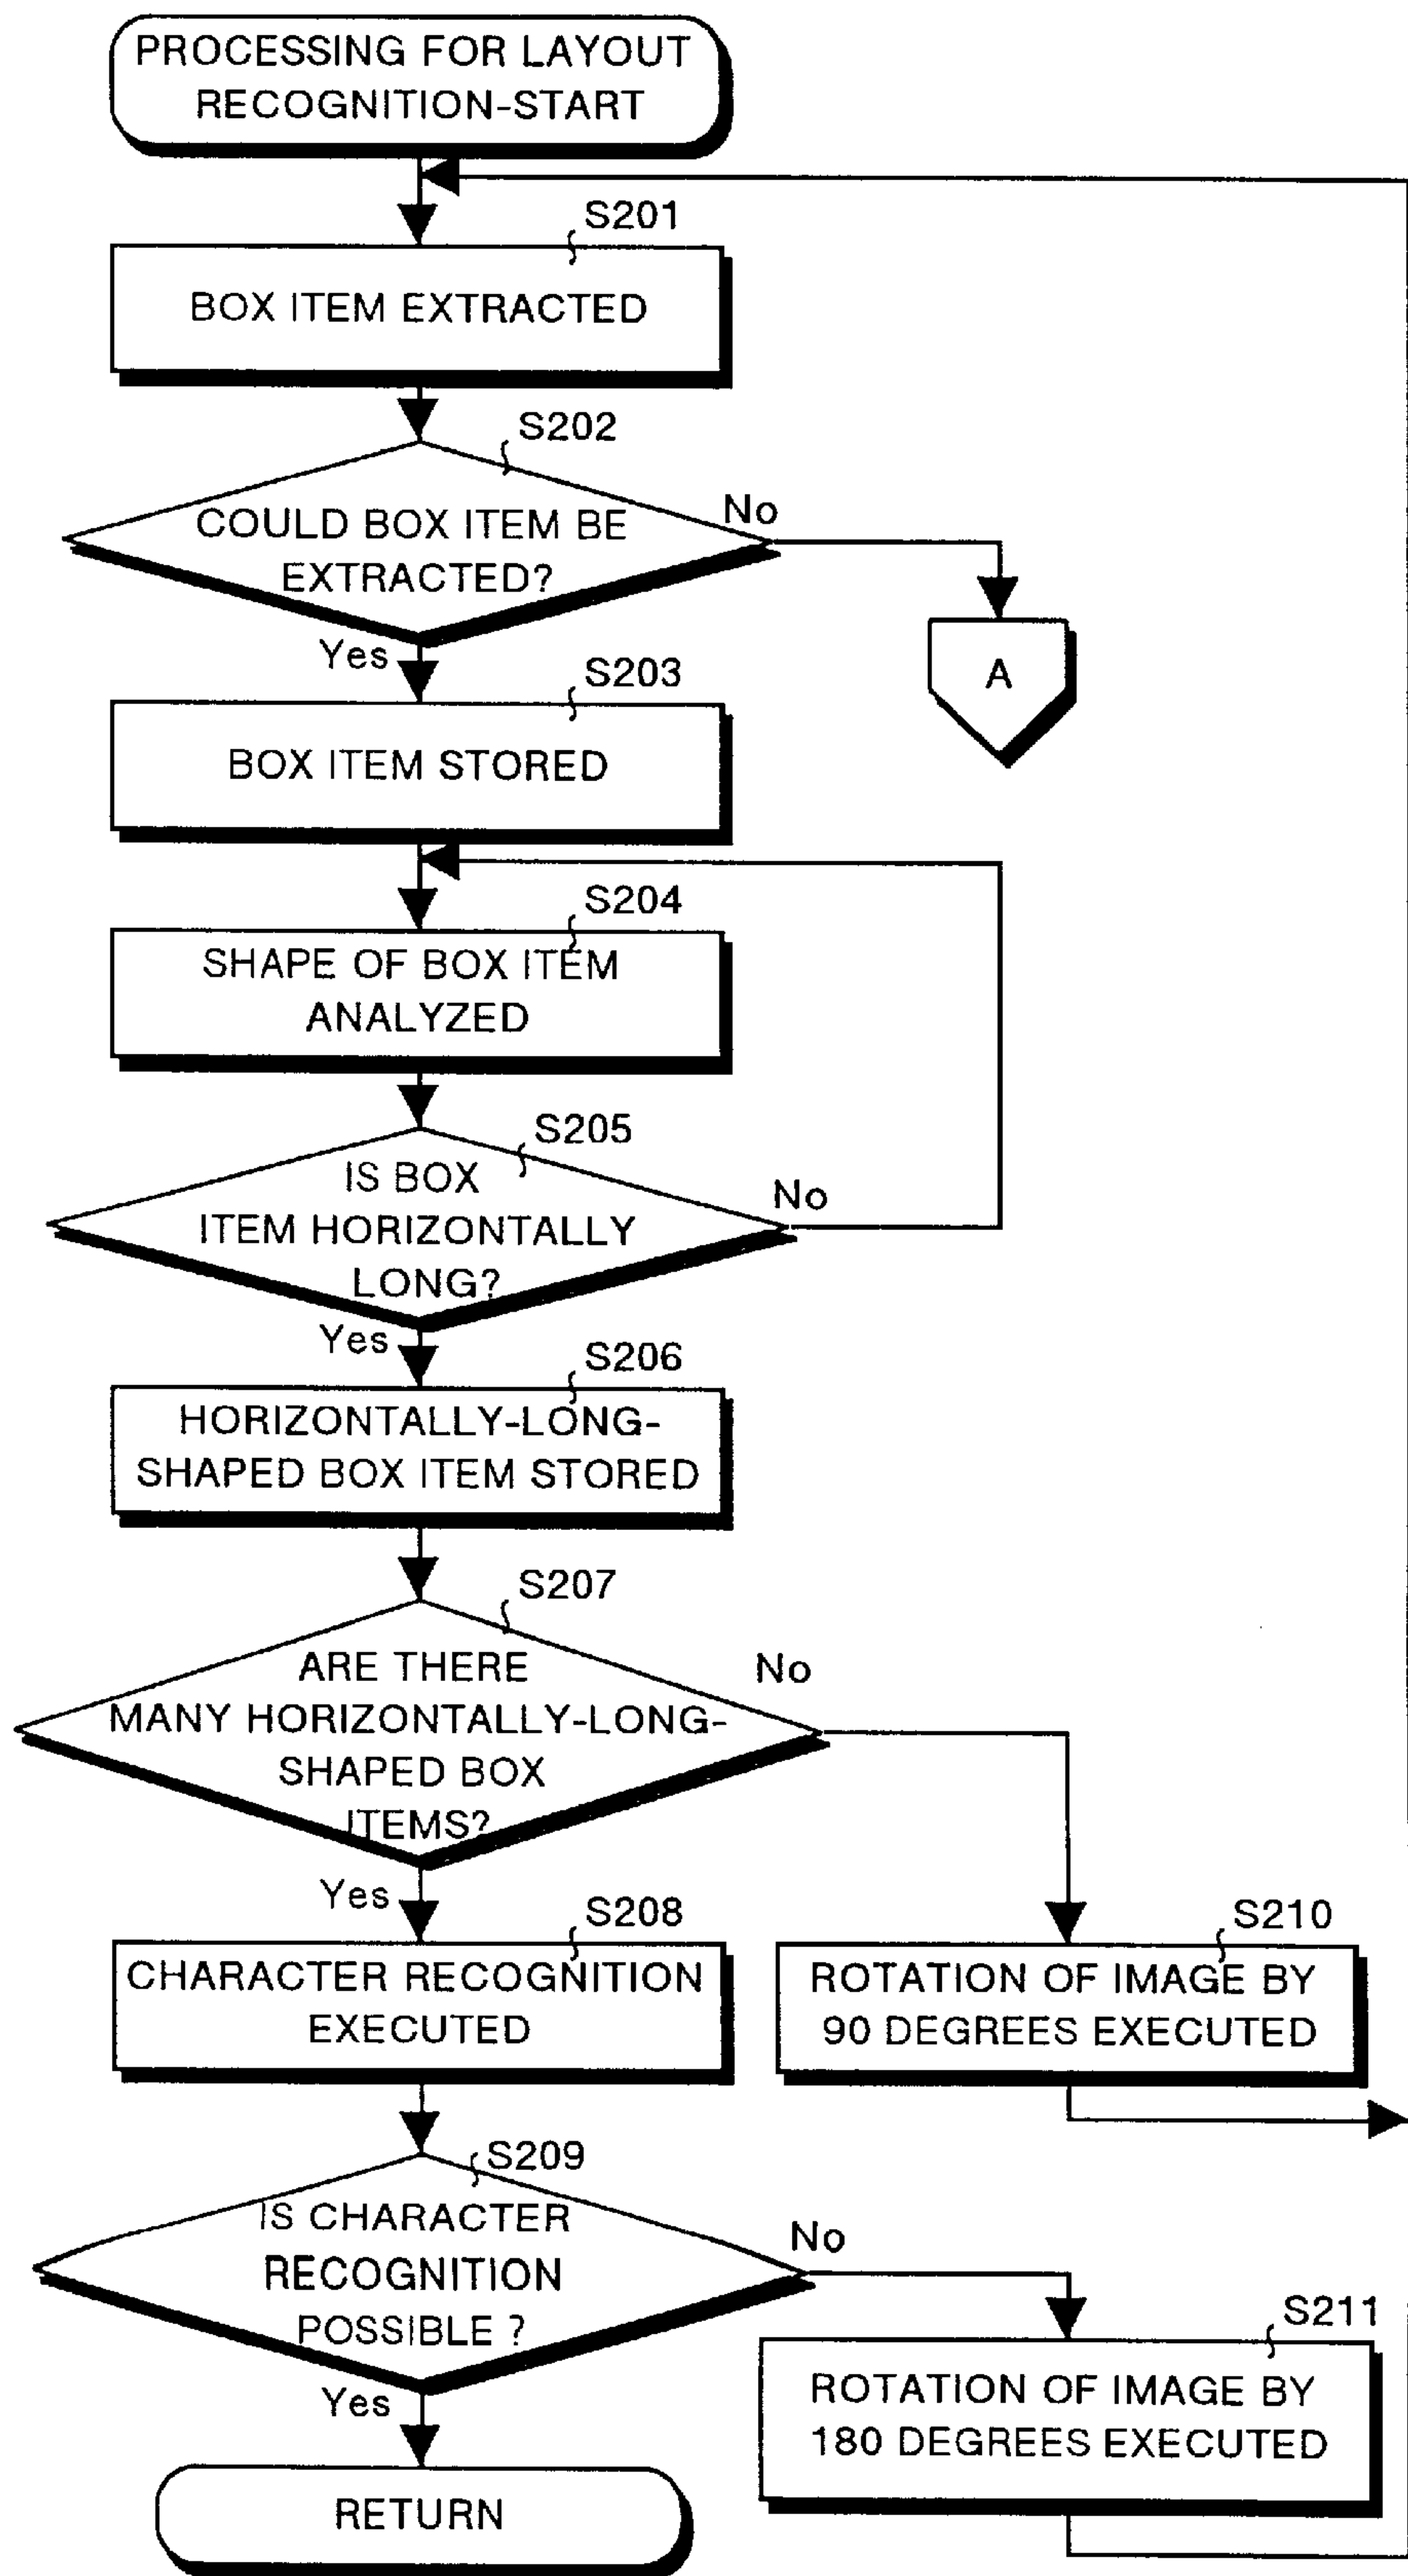 PROCESSING FOR LAYOUT
RECOGNITION-START
S201
BOX ITEM EXTRACTED
S202
COULD BOX ITEM BE
EXTRACTED?
No
Yes
A
S203
BOX ITEM STORED
S204
SHAPE OF BOX ITEM
ANALYZED
S205
IS BOX
ITEM HORIZONTALLY
LONG?
No
Yes
S206
HORIZONTALLY-LONG-
SHAPED BOX ITEM STORED
S207
ARE THERE
MANY HORIZONTALLY-LONG-
SHAPED BOX
ITEMS?
No
Yes
S208
CHARACTER RECOGNITION
EXECUTED
S210
ROTATION OF IMAGE BY
90 DEGREES EXECUTED
S209
IS CHARACTER
RECOGNITION
POSSIBLE ?
No
Yes
S211
ROTATION OF IMAGE BY
180 DEGREES EXECUTED
RETURN